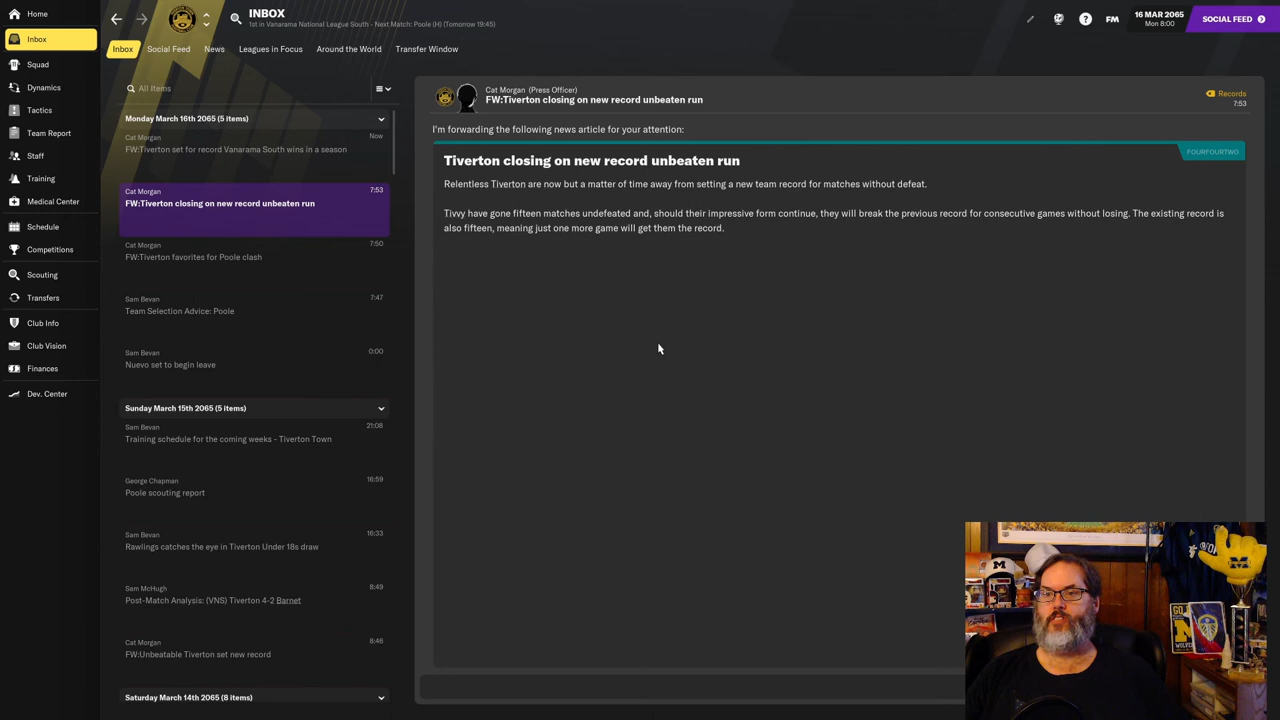 Home
Inbox
Squad
Dynamics
Tactics
Team Report
Staff
Training
Medical Center
Schedule
Competitions
Scouting
Transfers
Club Info
Club Vision
Finances
Dev. Center
INBOX
1st in Vanarama National League South - Next Match: Poole (H) (Tomorrow 19:45)
FM
16 MAR 2065
Mon 8:00
SOCIAL FEED
Inbox
Social Feed
News
Leagues in Focus
Around the World
Transfer Window
All Items
Monday March 16th 2065 (5 items)
Cat Morgan
Now
FW:Tiverton set for record Vanarama South wins in a season
Cat Morgan
7:53
FW:Tiverton closing on new record unbeaten run
Cat Morgan
7:50
FW:Tiverton favorites for Poole clash
Sam Bevan
7:47
Team Selection Advice: Poole
Sam Bevan
0:00
Nuevo set to begin leave
Sunday March 15th 2065 (5 items)
Sam Bevan
21:08
Training schedule for the coming weeks - Tiverton Town
George Chapman
16:59
Poole scouting report
Sam Bevan
16:33
Rawlings catches the eye in Tiverton Under 18s draw
Sam McHugh
8:49
Post-Match Analysis: (VNS) Tiverton 4-2 Barnet
Cat Morgan
8:46
FW:Unbeatable Tiverton set new record
Saturday March 14th 2065 (8 items)
Cat Morgan (Press Officer)
FW:Tiverton closing on new record unbeaten run
Records
7:53
I'm forwarding the following news article for your attention:
Tiverton closing on new record unbeaten run
FOURFOURTWO
Relentless Tiverton are now but a matter of time away from setting a new team record for matches without defeat.
Tivvy have gone fifteen matches undefeated and, should their impressive form continue, they will break the previous record for consecutive games without losing. The existing record is
also fifteen, meaning just one more game will get them the record.
M
M